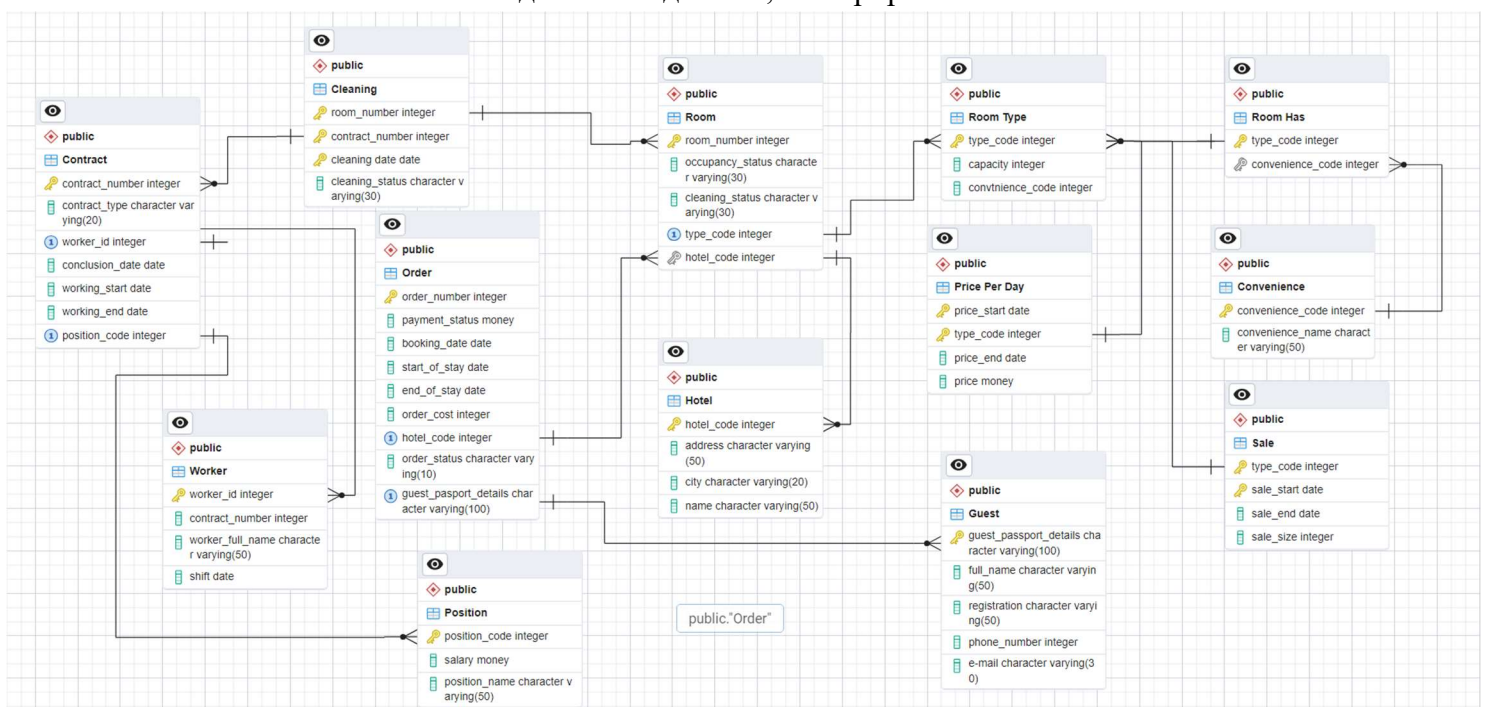 public
Cleaning
room_number integer
contract_number integer
cleaning date date
cleaning_status character v
arying(30)
public
Contract
contract_number integer
contract_type character var
ying(20)
worker_id integer
conclusion_date date
working_start date
working_end date
position_code integer
public
Order
order_number integer
payment_status money
booking_date date
start_of_stay date
end_of_stay date
order_cost integer
hotel_code integer
order_status character vary
ing(10)
guest_pasport_details char
acter varying(100)
public
Worker
worker_id integer
contract_number integer
worker_full_name characte
r varying(50)
shift date
public
Position
position_code integer
salary money
position_name character v
arying(50)
public
Room
room_number integer
occupancy_status characte
r varying(30)
cleaning_status character v
arying(30)
type_code integer
hotel_code integer
public
Hotel
hotel_code integer
address character varying
(50)
city character varying(20)
name character varying(50)
public."Order"
public
Room Type
type_code integer
capacity integer
convtnience_code integer
public
Price Per Day
price_start date
type_code integer
price_end date
price money
public
Guest
guest_passport_details cha
racter varying(100)
full_name character varyin
g(50)
registration character varyi
ng(50)
phone_number integer
e-mail character varying(3
0)
public
Room Has
type_code integer
convenience_code integer
public
Convenience
convenience_code integer
convenience_name charact
er varying(50)
public
Sale
type_code integer
sale_start date
sale_end date
sale_size integer